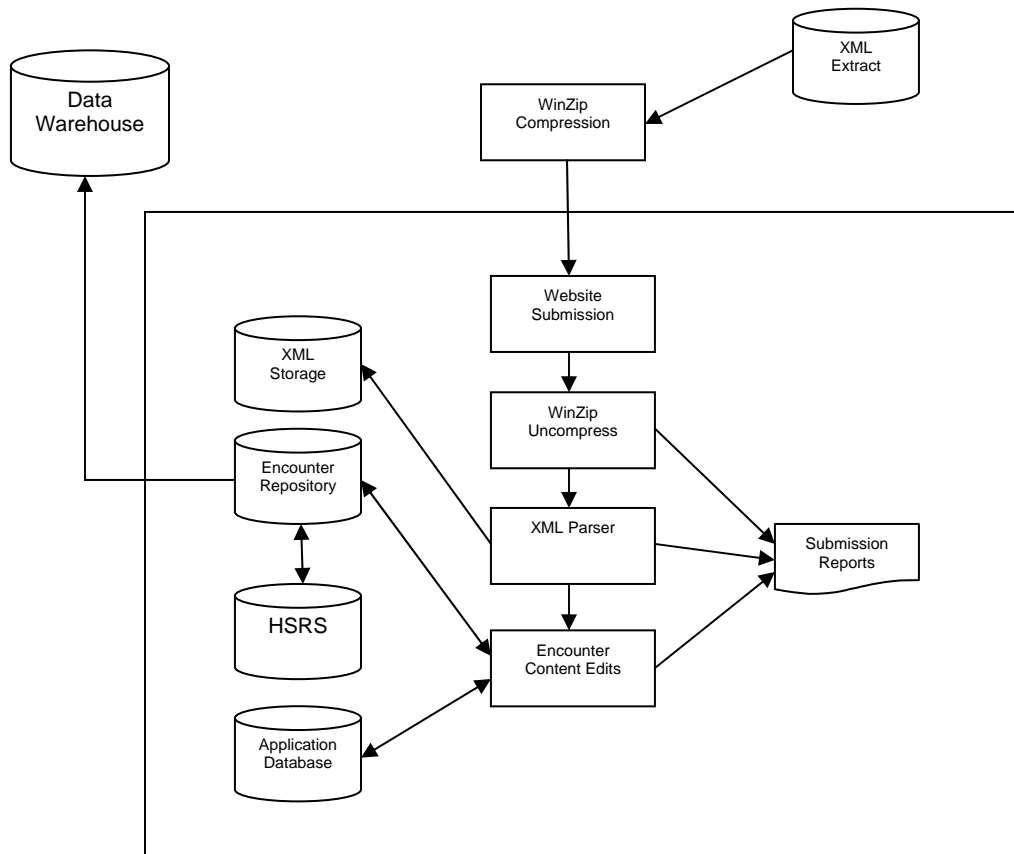 XML
Extract
Data
Warehouse
WinZip
Compression
Website
Submission
XML
Storage
WinZip
Uncompress
Encounter
Repository
XML Parser
Submission
Reports
HSRS
Encounter
Content Edits
Application
Database